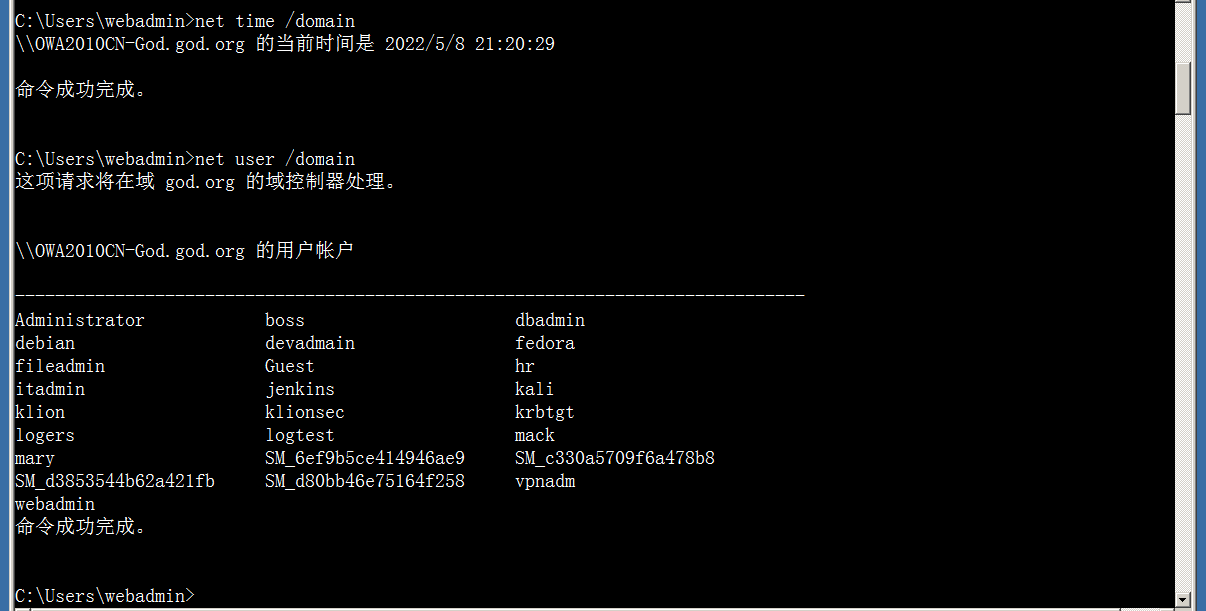 C:\Users\webadmin>net time /domain
\\OWA2010CN-God.god.org 的当前时间是 2022/5/8 21:20:29
命令成功完成。
C:\Users\webadmin>net user /domain
这项请求将在域 god.org 的域控制器处理。
\\OWA2010CN-God.god.org 的用户帐户
-------------------------------------------------------------------------------
Administrator boss dbadmin
debian devadmain fedora
fileadmin Guest hr
itadmin jenkins kali
klion klionsec krbtgt
logers logtest mack
mary SM_6ef9b5ce414946ae9 SM_c330a5709f6a478b8
SM_d3853544b62a421fb SM_d80bb46e75164f258 vpnadm
webadmin
命令成功完成。
C:\Users\webadmin>